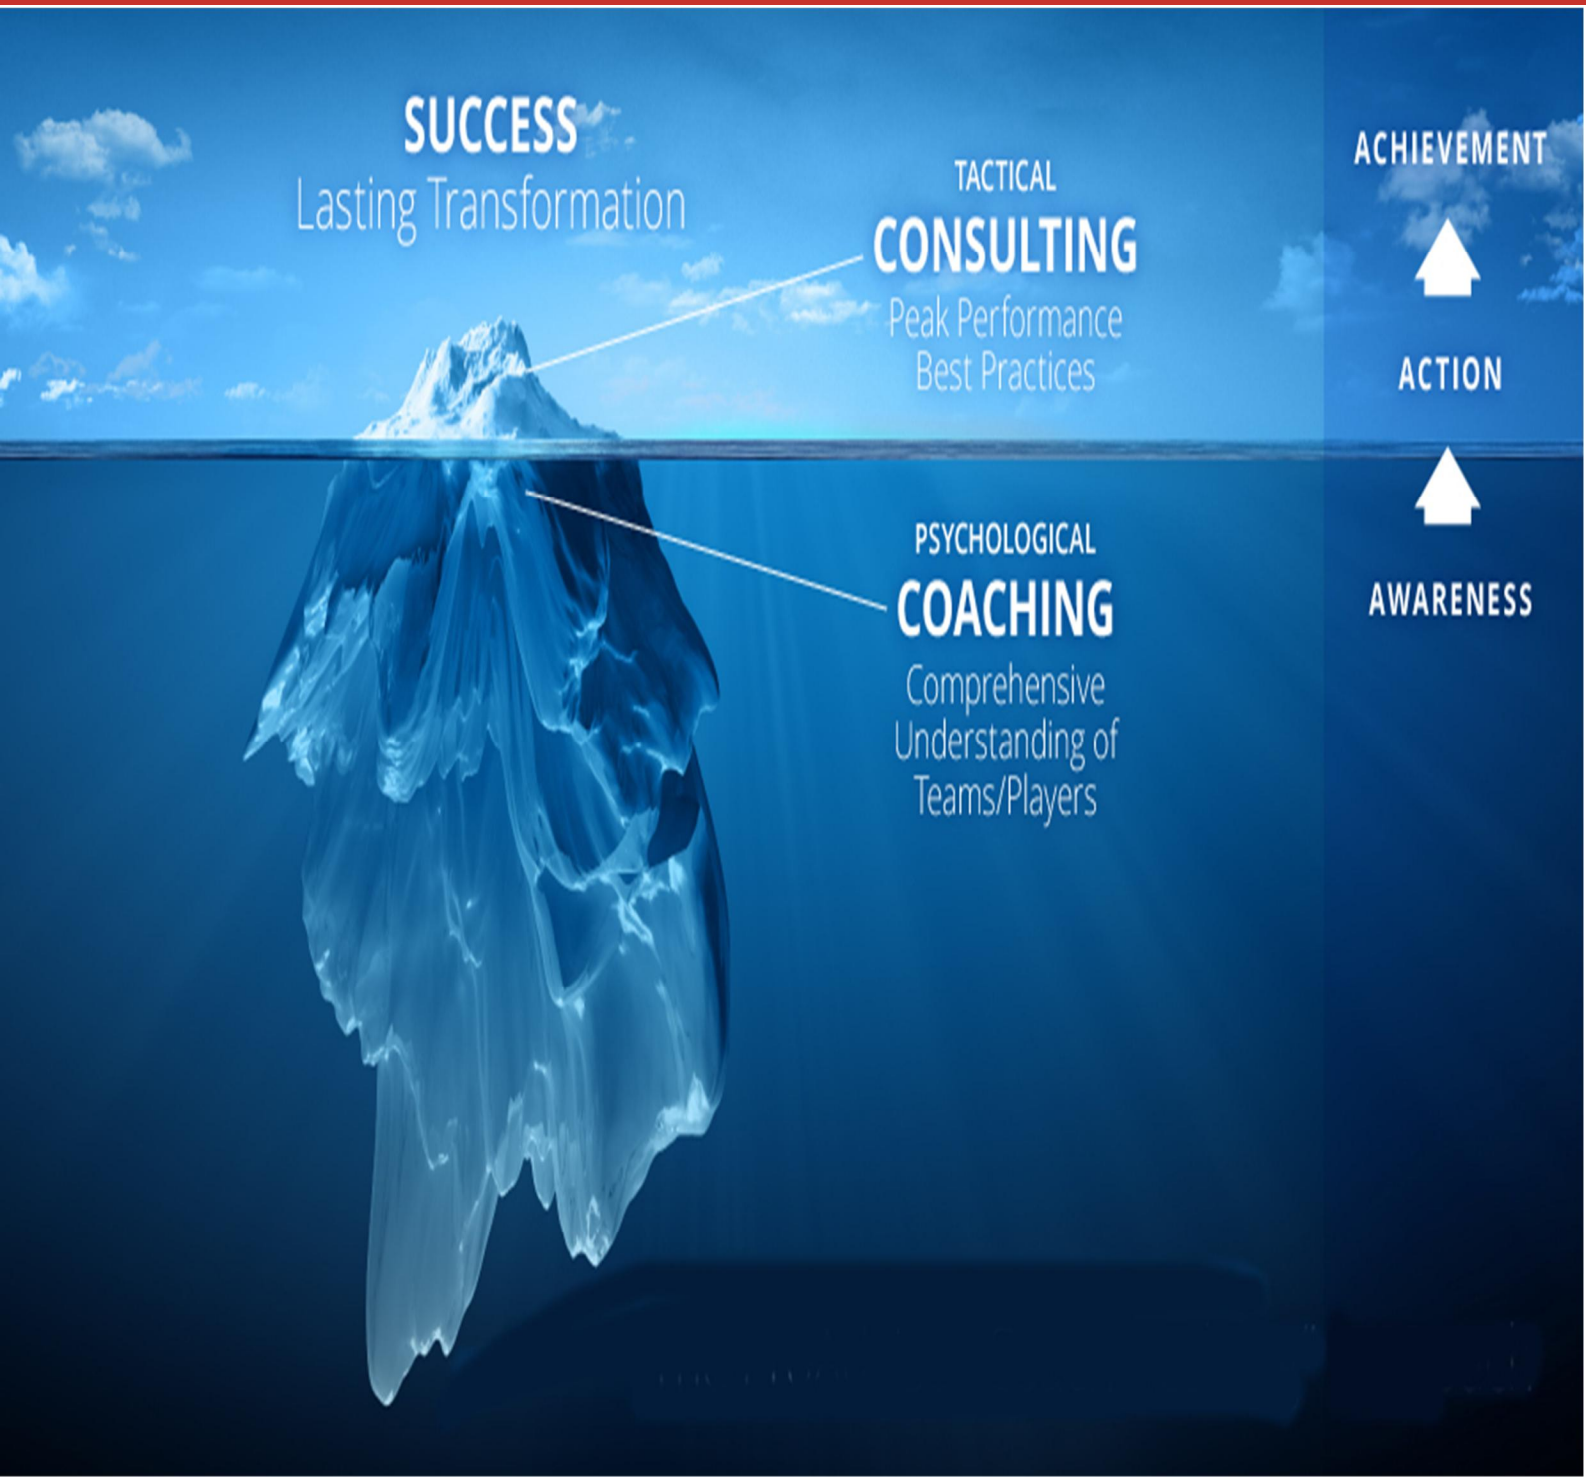 SUCCESS
Lasting Transformation
TACTICAL
CONSULTING
Peak Performance
Best Practices
PSYCHOLOGICAL
COACHING
Comprehensive
Understanding of
Teams/Players
ACHIEVEMENT
ACTION
AWARENESS